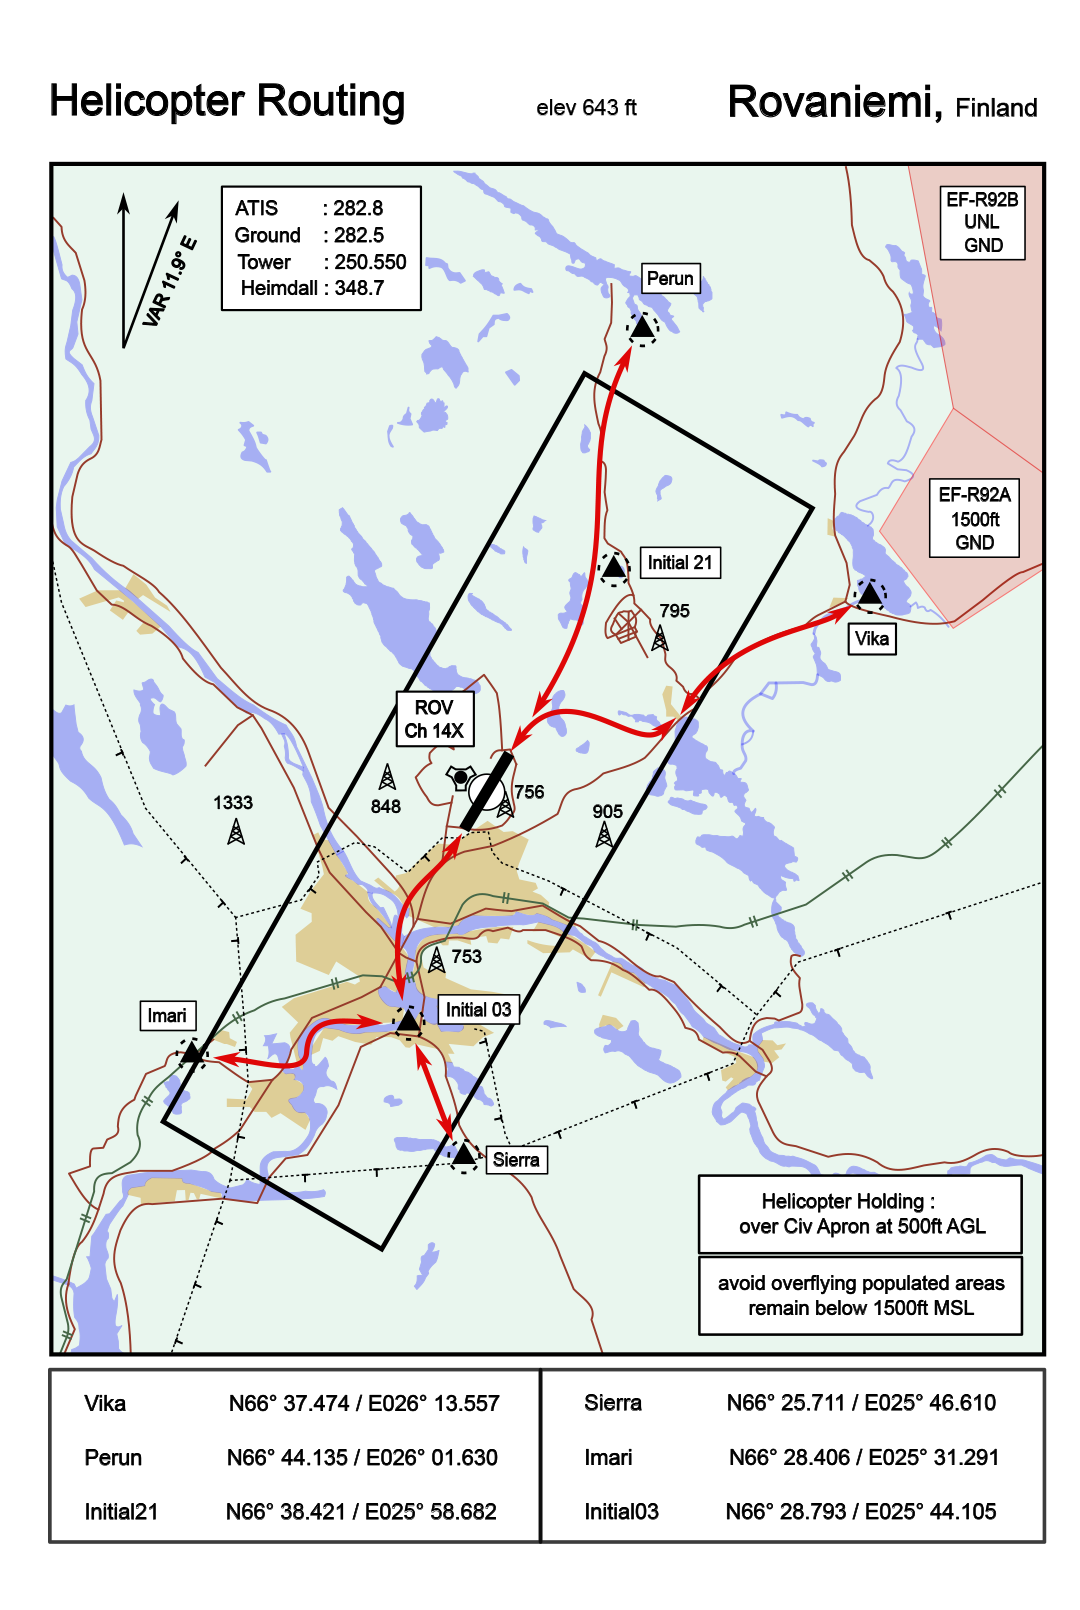 Helicopter Routing
elev 643 ft
Rovaniemi, Finland
VAR 11.9° E
ATIS : 282.8
Ground : 282.5
Tower : 250.550
Heimdall : 348.7
EF-R92B
UNL
GND
Perun
EF-R92A
1500ft
GND
Initial 21
795
Vika
ROV
Ch 14X
756
848
1333
905
753
Imari
Initial 03
Sierra
Helicopter Holding :
over Civ Apron at 500ft AGL
avoid overflying populated areas
remain below 1500ft MSL
Vika N66° 37.474 / E026° 13.557
Perun N66° 44.135 / E026° 01.630
Initial21 N66° 38.421 / E025° 58.682
Sierra N66° 25.711 / E025° 46.610
Imari N66° 28.406 / E025° 31.291
Initial03 N66° 28.793 / E025° 44.105